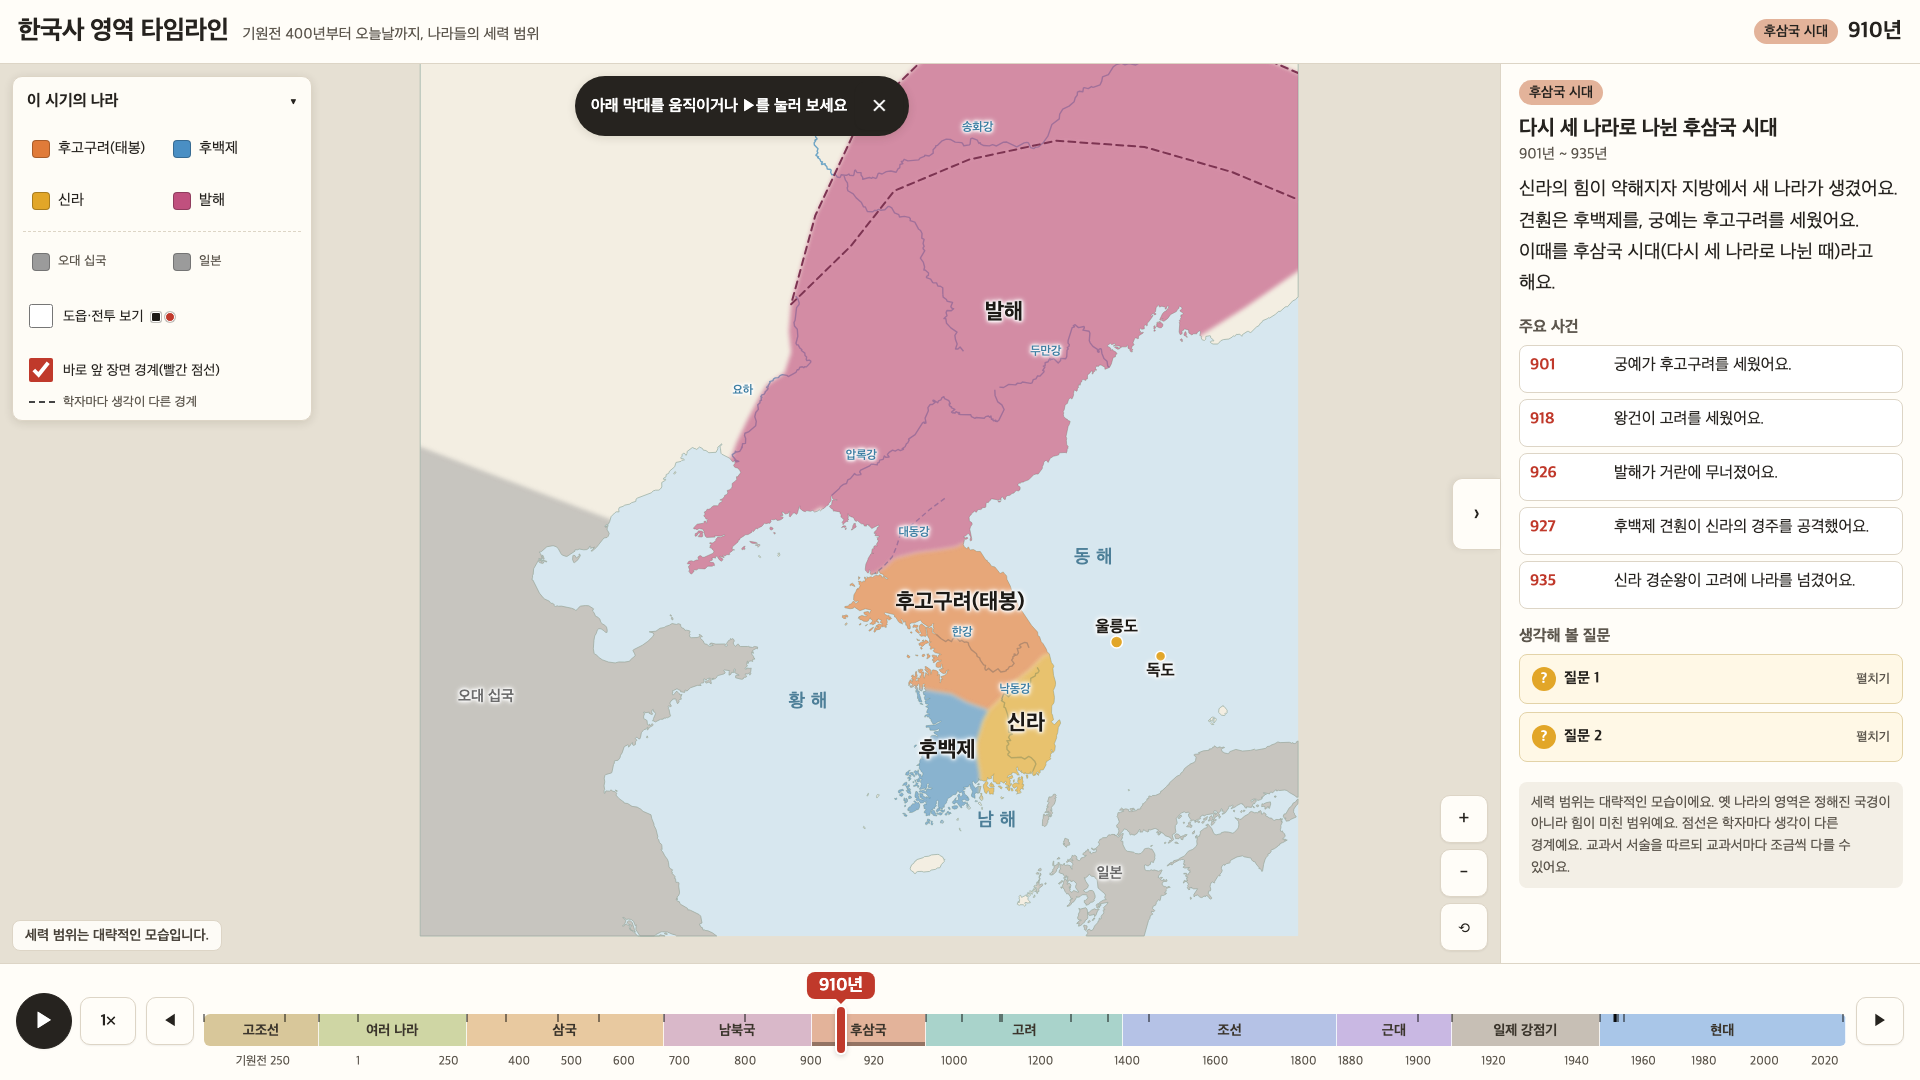 한국사 영역 타임라인
기원전 400년부터 오늘날까지, 나라들의 세력 범위
후삼국 시대
910년
이 시기의 나라
▼
후고구려(태봉)
후백제
신라
발해
오대 십국
일본
도읍·전투 보기
바로 앞 장면 경계(빨간 점선)
학자마다 생각이 다른 경계
아래 막대를 움직이거나 ▶를 눌러 보세요
✕
송화강
발해
두만강
요하
압록강
대동강
동 해
후고구려(태봉)
한강
울릉도
독도
낙동강
오대 십국
황 해
신라
후백제
남 해
일본
세력 범위는 대략적인 모습입니다.
›
+
−
⟲
후삼국 시대
다시 세 나라로 나뉜 후삼국 시대
901년 ~ 935년
신라의 힘이 약해지자 지방에서 새 나라가 생겼어요.
견훤은 후백제를, 궁예는 후고구려를 세웠어요.
이때를 후삼국 시대(다시 세 나라로 나뉜 때)라고
해요.
주요 사건
901 궁예가 후고구려를 세웠어요.
918 왕건이 고려를 세웠어요.
926 발해가 거란에 무너졌어요.
927 후백제 견훤이 신라의 경주를 공격했어요.
935 신라 경순왕이 고려에 나라를 넘겼어요.
생각해 볼 질문
? 질문 1 펼치기
? 질문 2 펼치기
세력 범위는 대략적인 모습이에요. 옛 나라의 영역은 정해진 국경이
아니라 힘이 미친 범위예요. 점선은 학자마다 생각이 다른
경계예요. 교과서 서술을 따르되 교과서마다 조금씩 다를 수
있어요.
910년
▶ 1× ◀
고조선 여러 나라 삼국 남북국 후삼국 고려 조선 근대 일제 강점기 현대
▶
기원전 250 1 250 400 500 600 700 800 900 920 1000 1200 1400 1600 1800 1880 1900 1920 1940 1960 1980 2000 2020